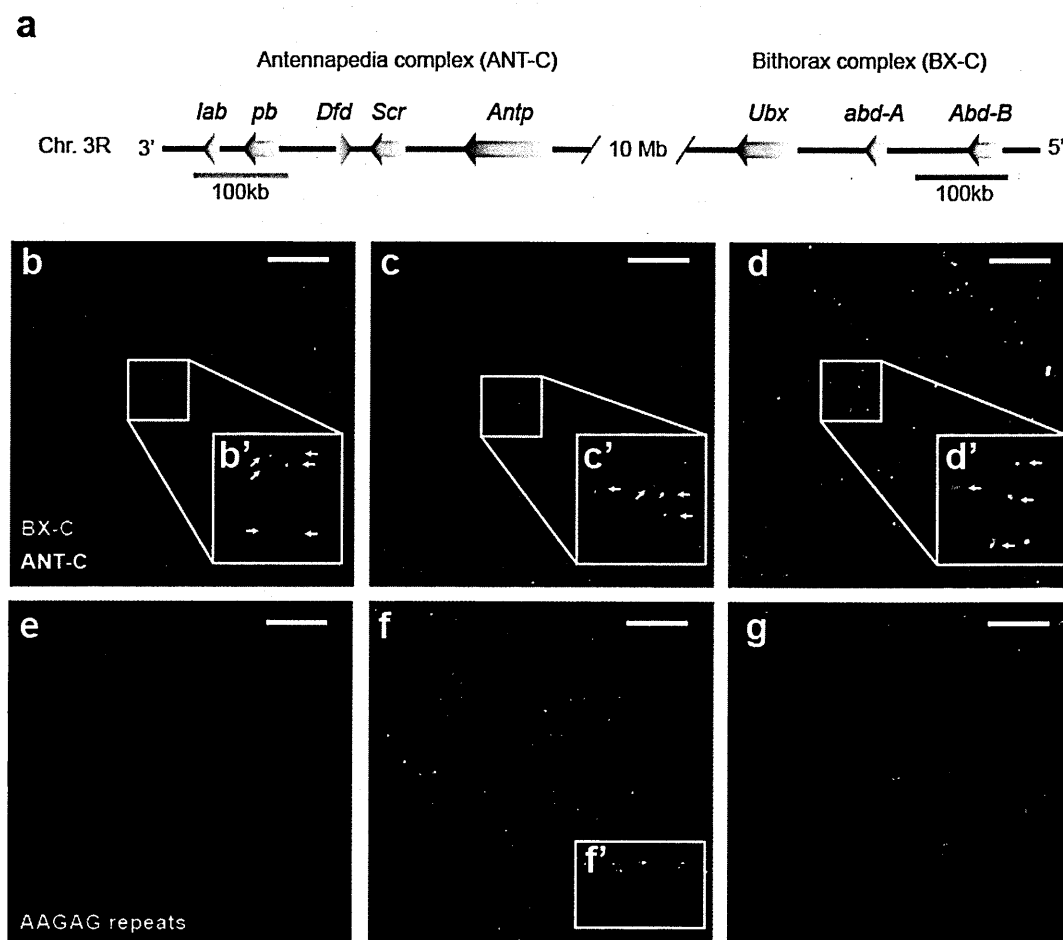 a
Antennapedia complex (ANT-C)
Bithorax complex (BX-C)
lab pb Dfd Scr Antp Ubx abd-A Abd-B
Chr. 3R 3' 10 Mb 5'
100kb 100kb
b c d
b' c' d'
BX-C
ANT-C
e f g
f'
AAGAG repeats